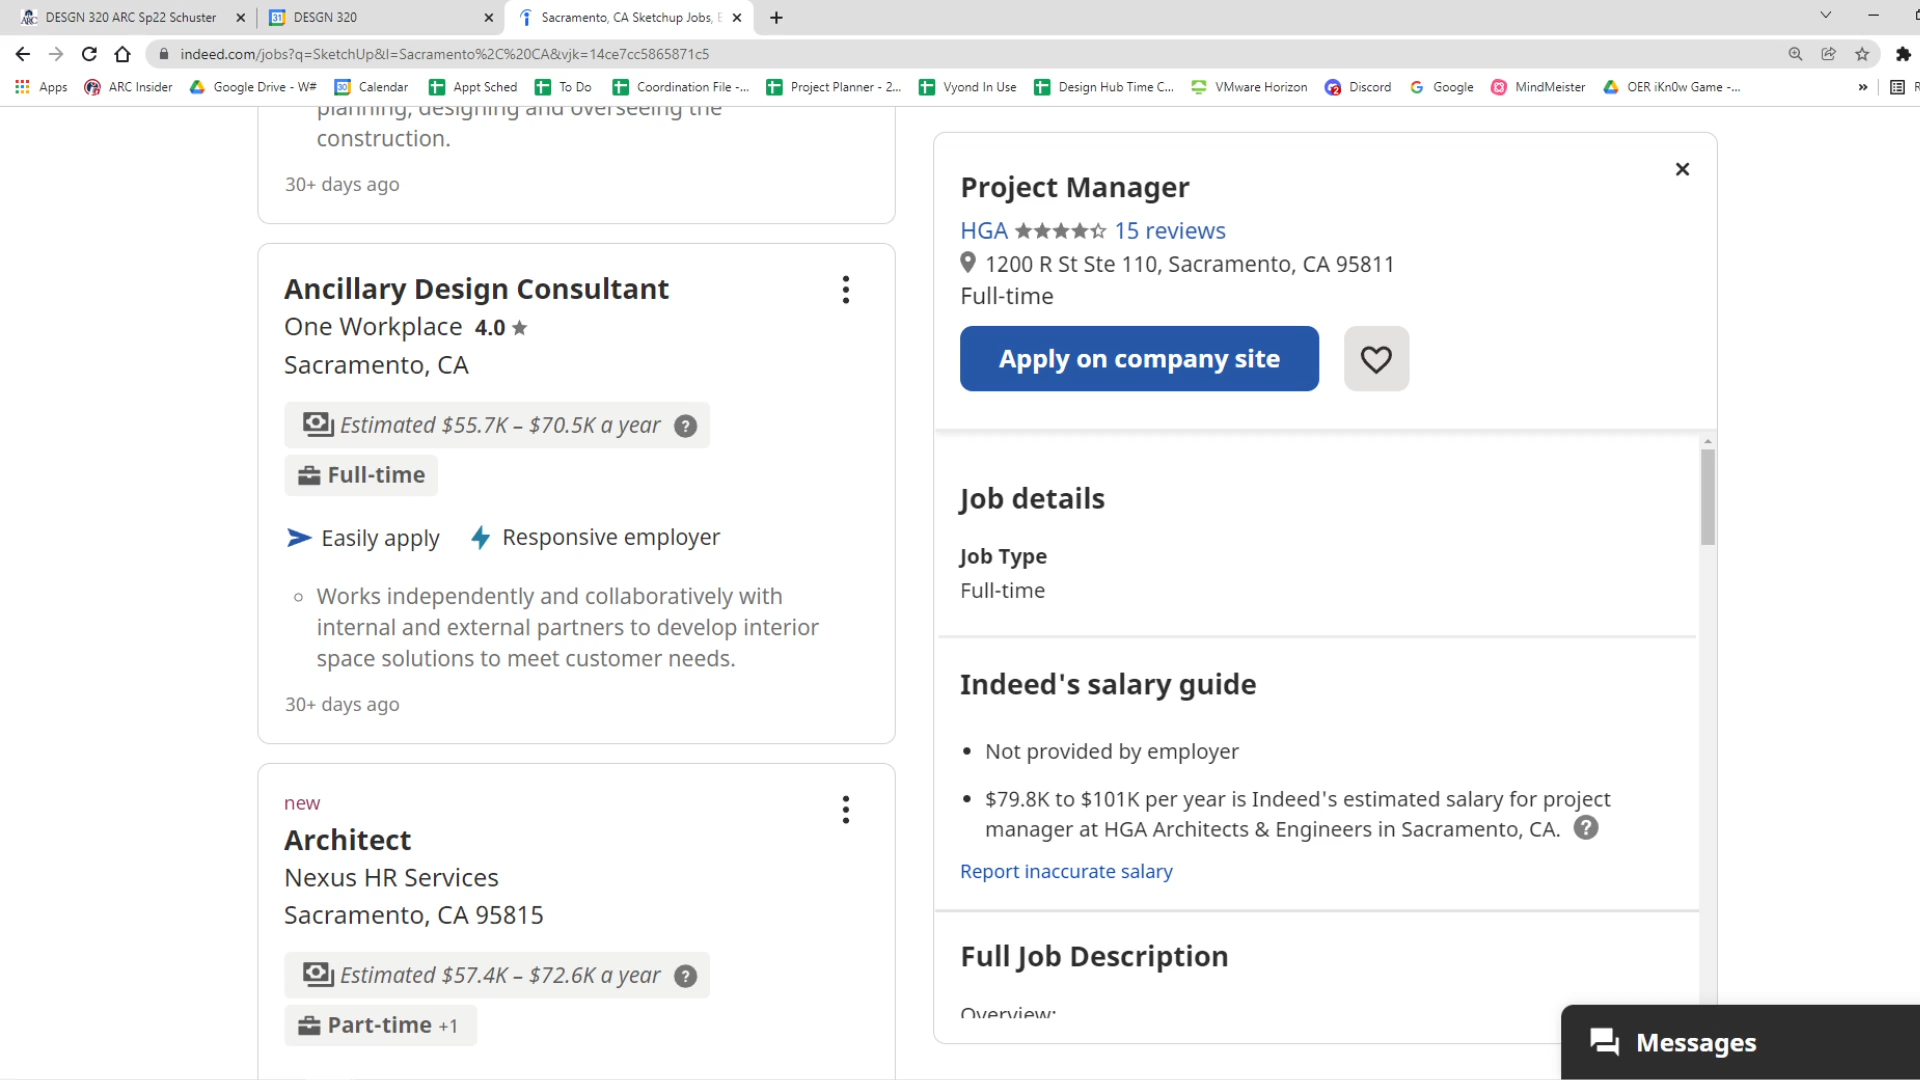 DESGN 320 ARC Sp22 Schuster
DESGN 320
Sacramento, CA Sketchup Jobs, E
indeed.com/jobs?q=SketchUp&l=Sacramento%2C%20CA&vjk=14ce7cc5865871c5
Apps
ARC Insider
Google Drive - W#
Calendar
Appt Sched
To Do
Coordination File -...
Project Planner - 2...
Vyond In Use
Design Hub Time C...
VMware Horizon
Discord
Google
MindMeister
OER iKn0w Game -...
»
planning, designing and overseeing the
construction.
30+ days ago
Ancillary Design Consultant
One Workplace 4.0
Sacramento, CA
Estimated $55.7K – $70.5K a year ?
Full-time
Easily apply
Responsive employer
Works independently and collaboratively with
internal and external partners to develop interior
space solutions to meet customer needs.
30+ days ago
new
Architect
Nexus HR Services
Sacramento, CA 95815
Estimated $57.4K – $72.6K a year ?
Part-time +1
Project Manager
HGA 15 reviews
1200 R St Ste 110, Sacramento, CA 95811
Full-time
Apply on company site
Job details
Job Type
Full-time
Indeed's salary guide
Not provided by employer
$79.8K to $101K per year is Indeed's estimated salary for project
manager at HGA Architects & Engineers in Sacramento, CA. ?
Report inaccurate salary
Full Job Description
Overview:
Messages